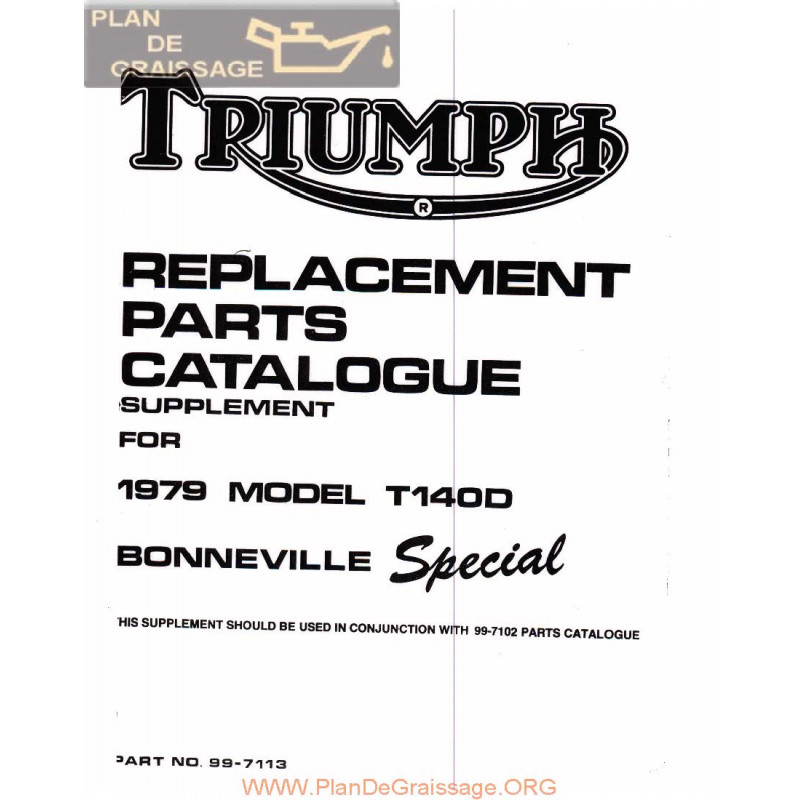 PLAN
DE
GRAISSAGE
TRIUMPH
®
REPLACEMENT
PARTS
CATALOGUE
SUPPLEMENT
FOR
1979 MODEL T140D
BONNEVILLE Special
THIS SUPPLEMENT SHOULD BE USED IN CONJUNCTION WITH 99-7102 PARTS CATALOGUE
PART NO. 99-7113
www.PlanDeGraissage.ORG